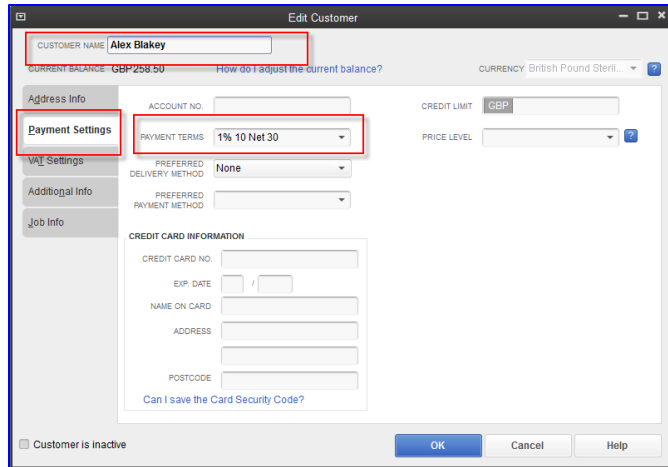 Edit Customer
CUSTOMER NAME Alex Blakey
CURRENT BALANCE GBP258.50 How do I adjust the current balance? CURRENCY British Pound Sterli... ?
Address Info
Payment Settings
VAT Settings
Additional Info
Job Info
ACCOUNT NO. CREDIT LIMIT GBP
PAYMENT TERMS 1% 10 Net 30 PRICE LEVEL ?
PREFERRED
DELIVERY METHOD None
PREFERRED
PAYMENT METHOD
CREDIT CARD INFORMATION
CREDIT CARD NO.
EXP. DATE /
NAME ON CARD
ADDRESS
POSTCODE
Can I save the Card Security Code?
Customer is inactive OK Cancel Help